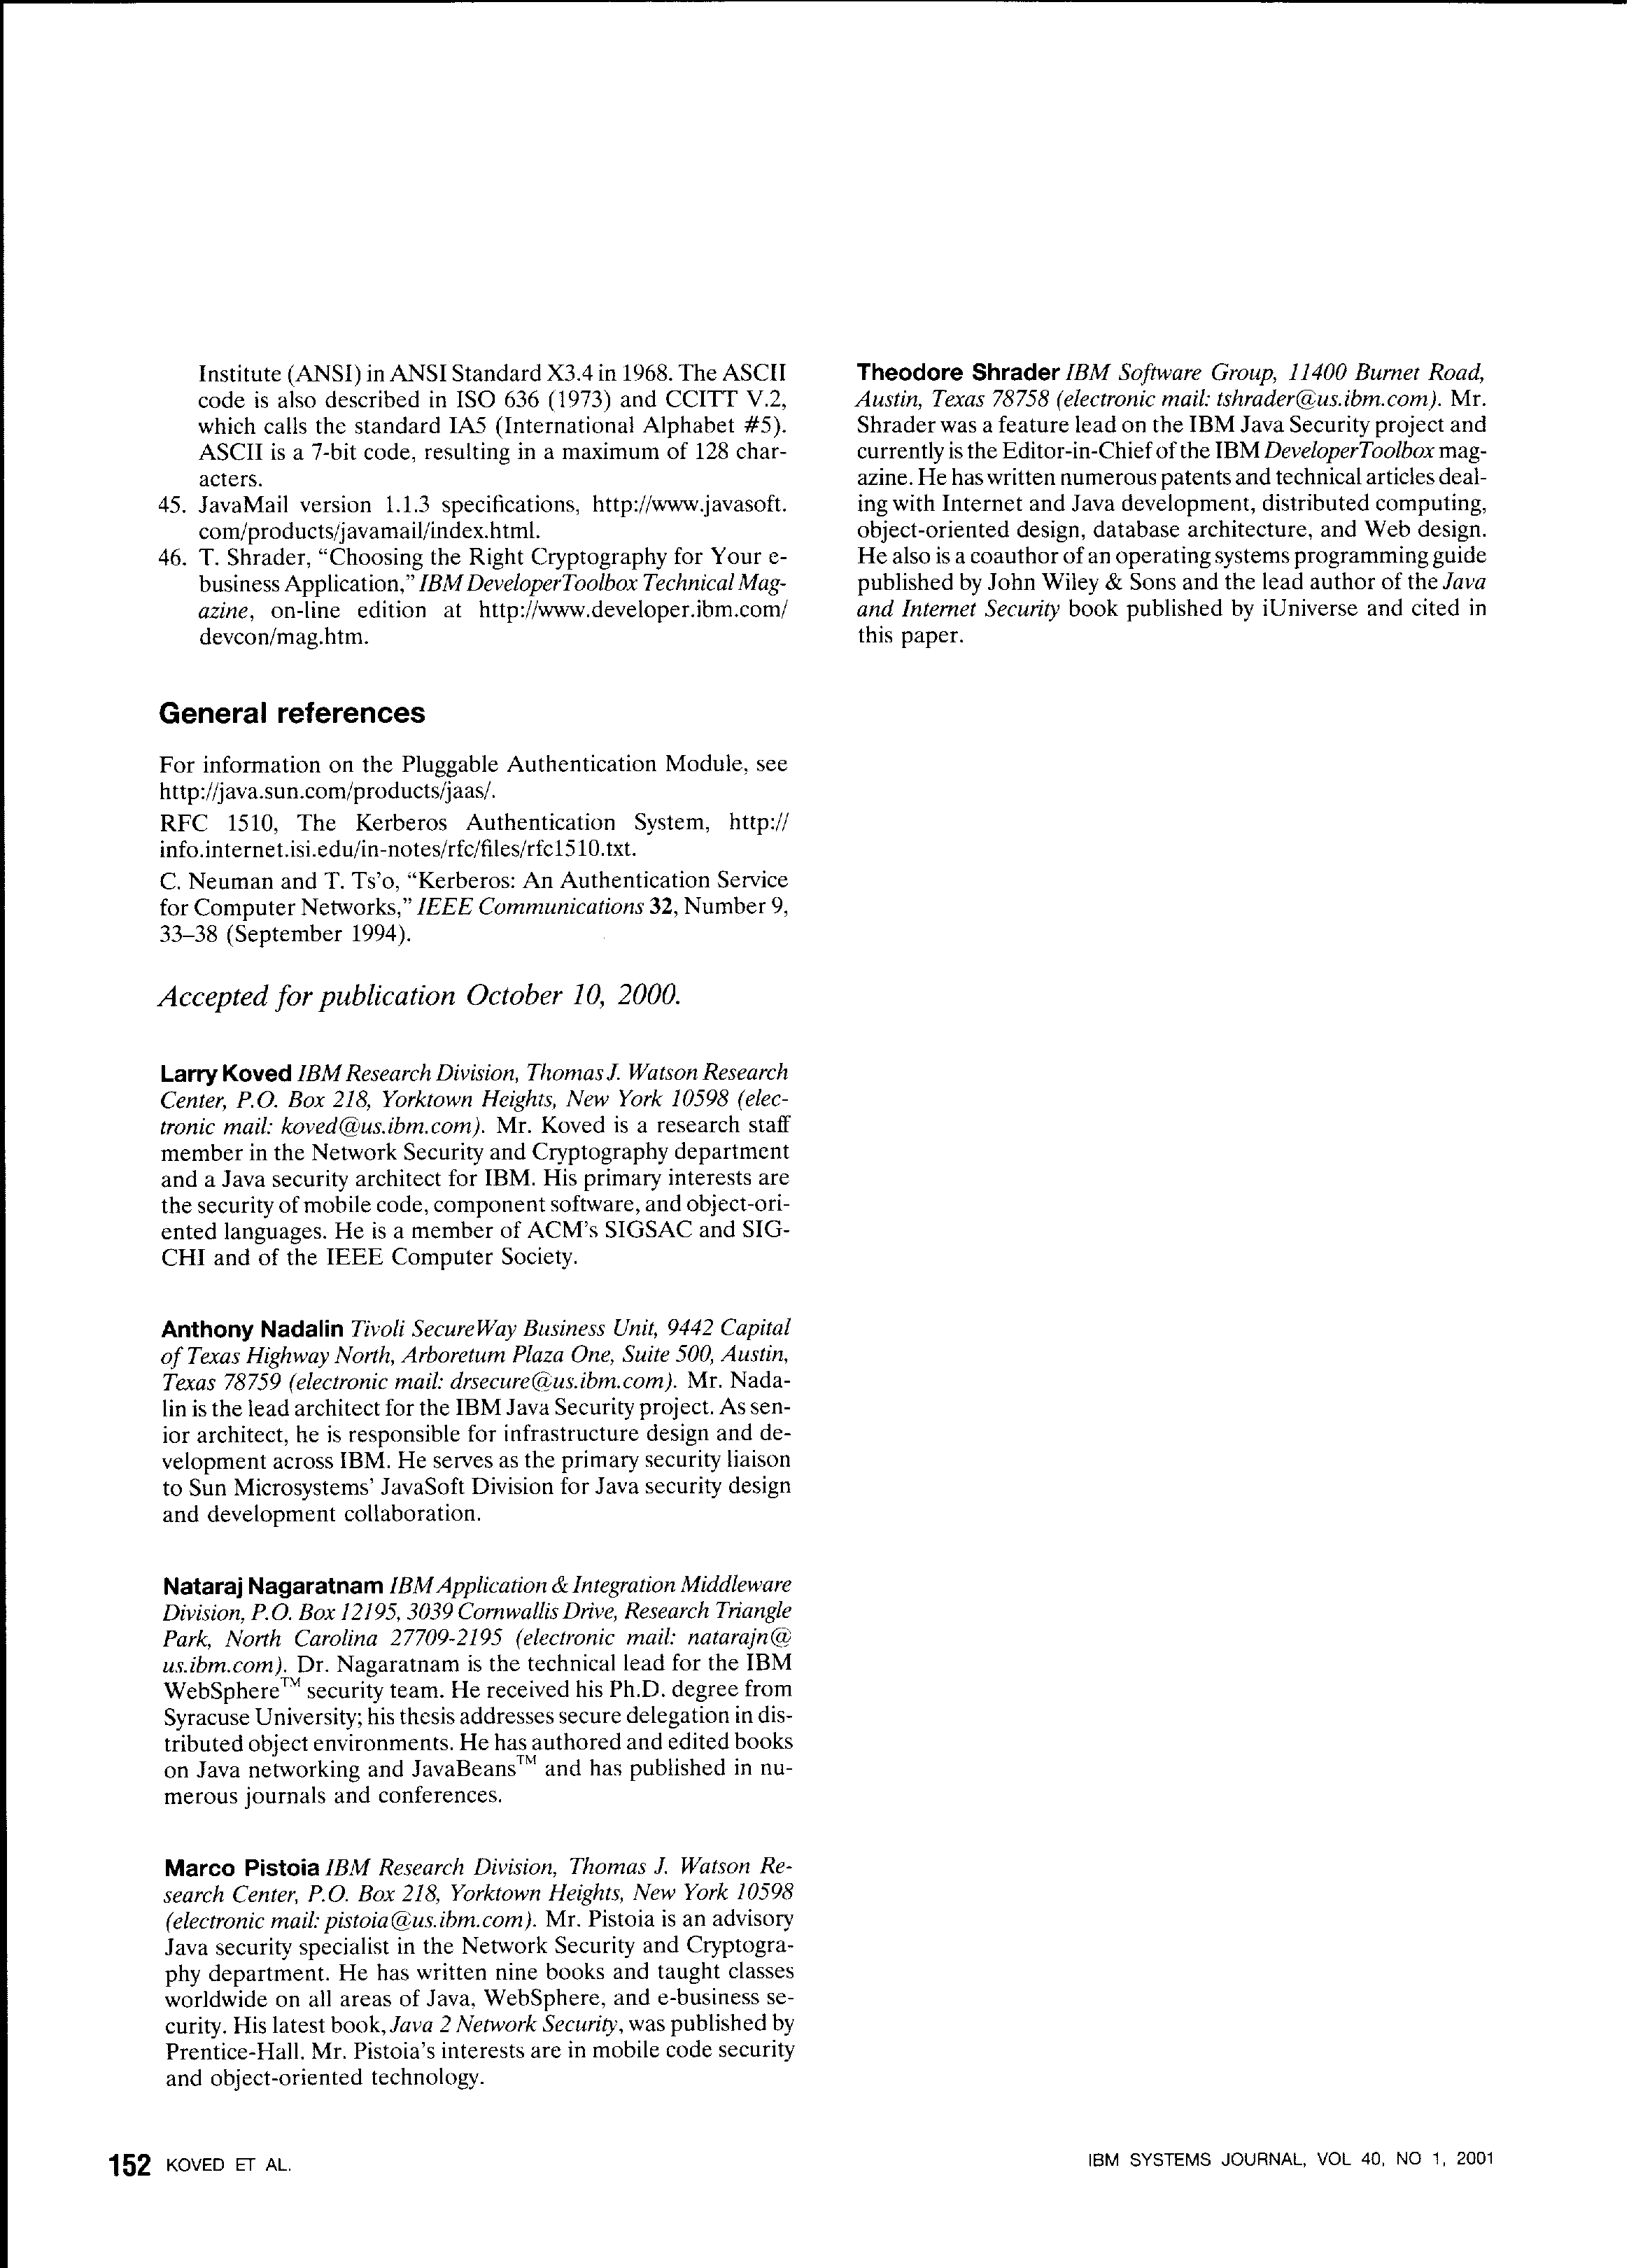 Institute (ANSI) in ANSI Standard X3.4 in 1968. The ASCII
code is also described in ISO 636 (1973) and CCITT V.2,
which calls the standard IA5 (International Alphabet #5).
ASCII is a 7-bit code, resulting in a maximum of 128 char-
acters.
45. JavaMail version 1.1.3 specifications, http://www.javasoft.
com/products/javamail/index.html.
46. T. Shrader, “Choosing the Right Cryptography for Your e-
business Application,” IBM DeveloperToolbox Technical Mag-
azine, on-line edition at http://www.developer.ibm.com/
devcon/mag.htm.
General references
For information on the Pluggable Authentication Module, see
http://java.sun.com/products/jaas/.
RFC 1510, The Kerberos Authentication System, http://
info.internet.isi.edu/in-notes/rfc/files/rfc1510.txt.
C. Neuman and T. Ts’o, “Kerberos: An Authentication Service
for Computer Networks,” IEEE Communications 32, Number 9,
33–38 (September 1994).
Accepted for publication October 10, 2000.
Larry Koved IBM Research Division, Thomas J. Watson Research
Center, P.O. Box 218, Yorktown Heights, New York 10598 (elec-
tronic mail: koved@us.ibm.com). Mr. Koved is a research staff
member in the Network Security and Cryptography department
and a Java security architect for IBM. His primary interests are
the security of mobile code, component software, and object-ori-
ented languages. He is a member of ACM’s SIGSAC and SIG-
CHI and of the IEEE Computer Society.
Anthony Nadalin Tivoli SecureWay Business Unit, 9442 Capital
of Texas Highway North, Arboretum Plaza One, Suite 500, Austin,
Texas 78759 (electronic mail: drsecure@us.ibm.com). Mr. Nada-
lin is the lead architect for the IBM Java Security project. As sen-
ior architect, he is responsible for infrastructure design and de-
velopment across IBM. He serves as the primary security liaison
to Sun Microsystems’ JavaSoft Division for Java security design
and development collaboration.
Nataraj Nagaratnam IBM Application & Integration Middleware
Division, P.O. Box 12195, 3039 Cornwallis Drive, Research Triangle
Park, North Carolina 27709-2195 (electronic mail: natarajn@
us.ibm.com). Dr. Nagaratnam is the technical lead for the IBM
WebSphere™ security team. He received his Ph.D. degree from
Syracuse University; his thesis addresses secure delegation in dis-
tributed object environments. He has authored and edited books
on Java networking and JavaBeans™ and has published in nu-
merous journals and conferences.
Marco Pistoia IBM Research Division, Thomas J. Watson Re-
search Center, P.O. Box 218, Yorktown Heights, New York 10598
(electronic mail: pistoia@us.ibm.com). Mr. Pistoia is an advisory
Java security specialist in the Network Security and Cryptogra-
phy department. He has written nine books and taught classes
worldwide on all areas of Java, WebSphere, and e-business se-
curity. His latest book, Java 2 Network Security, was published by
Prentice-Hall. Mr. Pistoia’s interests are in mobile code security
and object-oriented technology.
Theodore Shrader IBM Software Group, 11400 Burnet Road,
Austin, Texas 78758 (electronic mail: tshrader@us.ibm.com). Mr.
Shrader was a feature lead on the IBM Java Security project and
currently is the Editor-in-Chief of the IBM DeveloperToolbox mag-
azine. He has written numerous patents and technical articles deal-
ing with Internet and Java development, distributed computing,
object-oriented design, database architecture, and Web design.
He also is a coauthor of an operating systems programming guide
published by John Wiley & Sons and the lead author of the Java
and Internet Security book published by iUniverse and cited in
this paper.
152 KOVED ET AL.
IBM SYSTEMS JOURNAL, VOL 40, NO 1, 2001